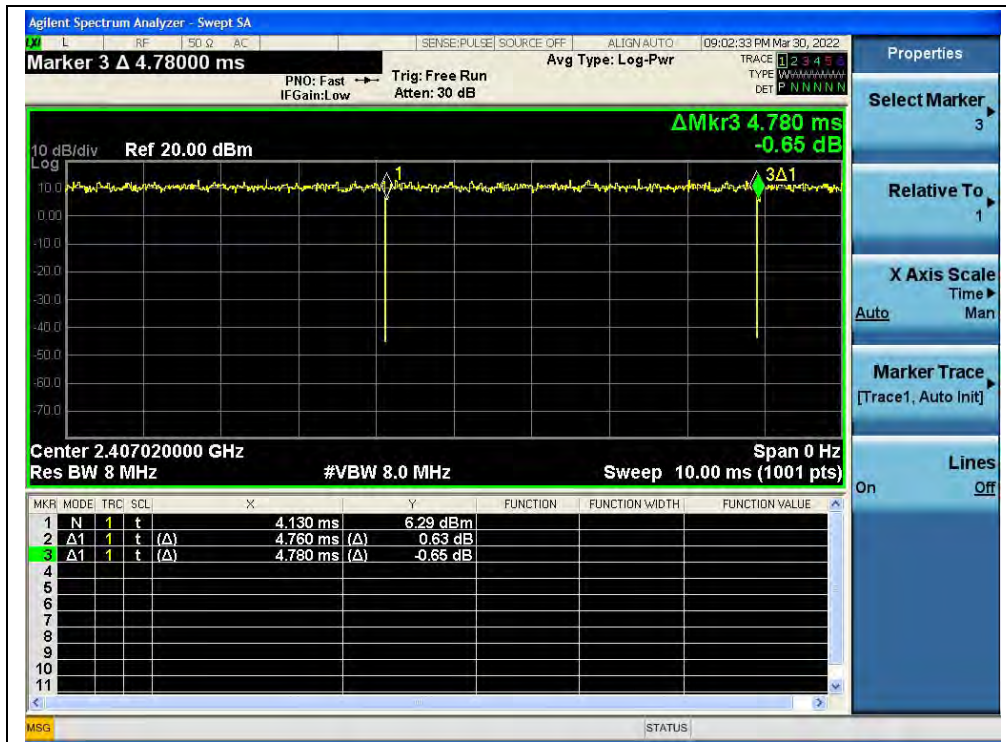 Agilent Spectrum Analyzer - Swept SA
LXI L RF 50 Ω AC SENSE:PULSE SOURCE OFF ALIGN AUTO 09:02:33 PM Mar 30, 2022
Marker 3 Δ 4.78000 ms
PNO: Fast
IFGain:Low
Trig: Free Run
Atten: 30 dB
Avg Type: Log-Pwr
TRACE 1 2 3 4 5 6
TYPE W
DET P N N N N N
ΔMkr3 4.780 ms
-0.65 dB
10 dB/div Ref 20.00 dBm
Log
10.0
0.00
-10.0
-20.0
-30.0
-40.0
-50.0
-60.0
-70.0
1
3Δ1
Center 2.407020000 GHz Span 0 Hz
Res BW 8 MHz #VBW 8.0 MHz Sweep 10.00 ms (1001 pts)
MKR MODE TRC SCL X Y FUNCTION FUNCTION WIDTH FUNCTION VALUE
1 N 1 t 4.130 ms 6.29 dBm
2 Δ1 1 t (Δ) 4.760 ms (Δ) 0.63 dB
3 Δ1 1 t (Δ) 4.780 ms (Δ) -0.65 dB
4
5
6
7
8
9
10
11
MSG STATUS
Properties
Select Marker
3
Relative To
1
X Axis Scale
Time
Auto Man
Marker Trace
[Trace1, Auto Init]
Lines
On Off